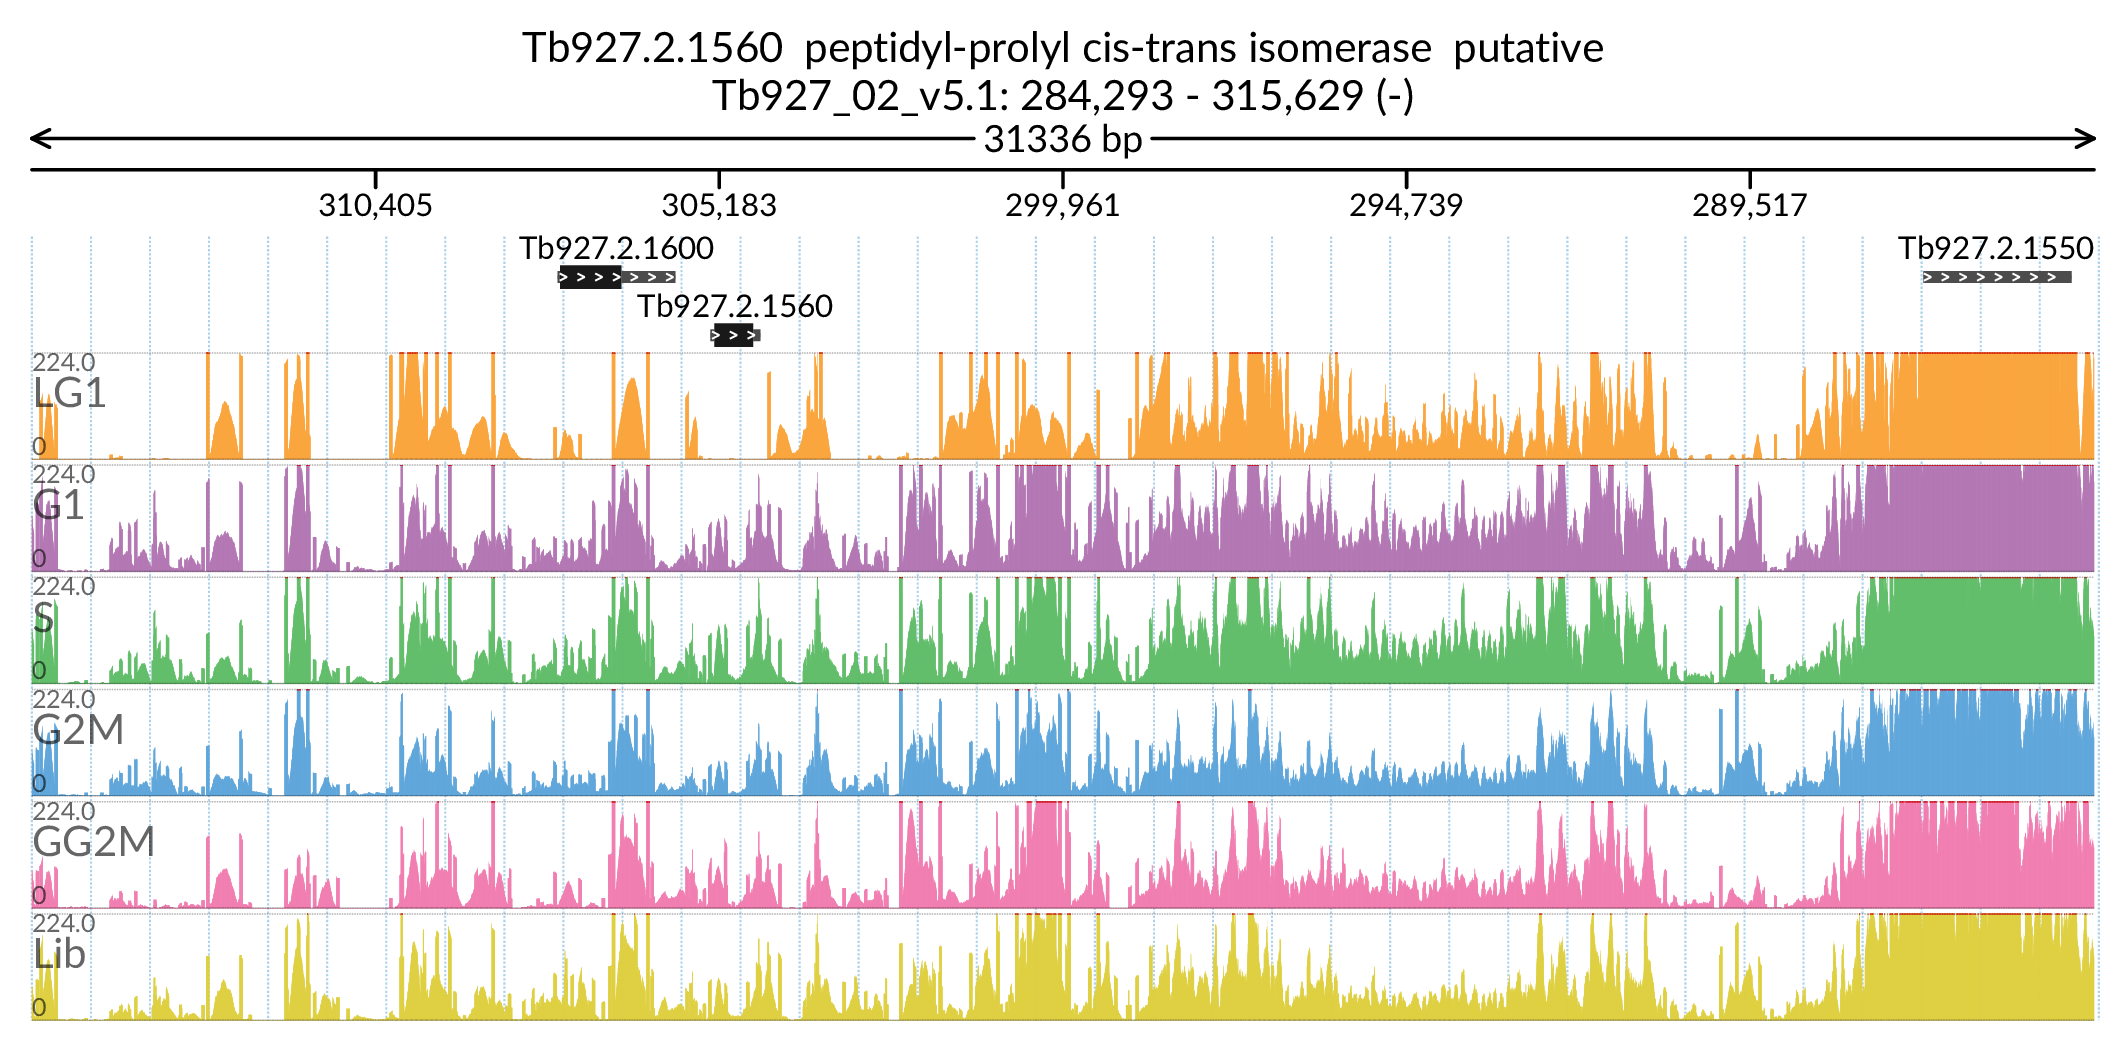 Tb927.2.1560  peptidyl-prolyl cis-trans isomerase  putative
Tb927_02_v5.1: 284,293 - 315,629 (-)
31336 bp
310,405 305,183 299,961 294,739 289,517
Tb927.2.1600 Tb927.2.1550
Tb927.2.1560
224.0
LG1
0
224.0
G1
0
224.0
S
0
224.0
G2M
0
224.0
GG2M
0
224.0
Lib
0